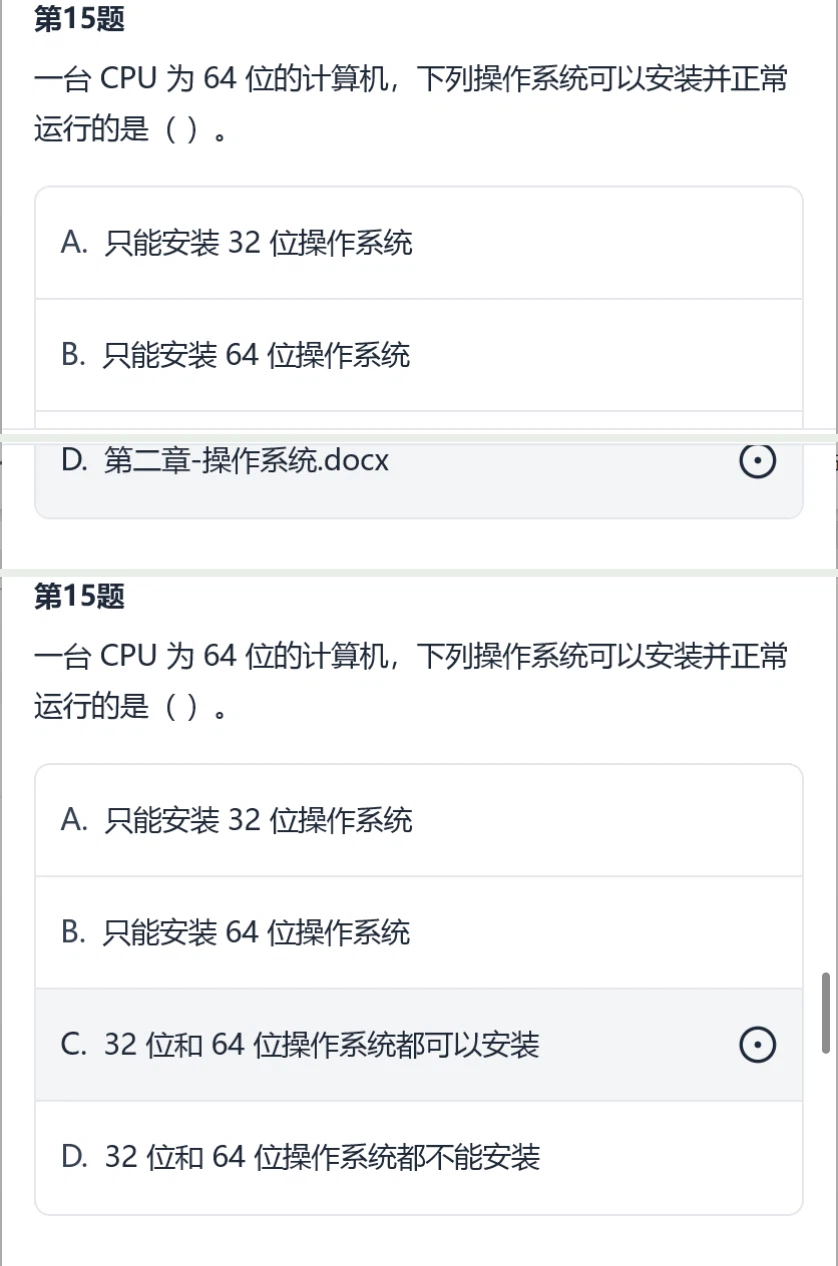 第15题
一台 CPU 为 64 位的计算机，下列操作系统可以安装并正常
运行的是（ ）。
A. 只能安装 32 位操作系统
B. 只能安装 64 位操作系统
D. 第二章-操作系统.docx
第15题
一台 CPU 为 64 位的计算机，下列操作系统可以安装并正常
运行的是（ ）。
A. 只能安装 32 位操作系统
B. 只能安装 64 位操作系统
C. 32 位和 64 位操作系统都可以安装
D. 32 位和 64 位操作系统都不能安装